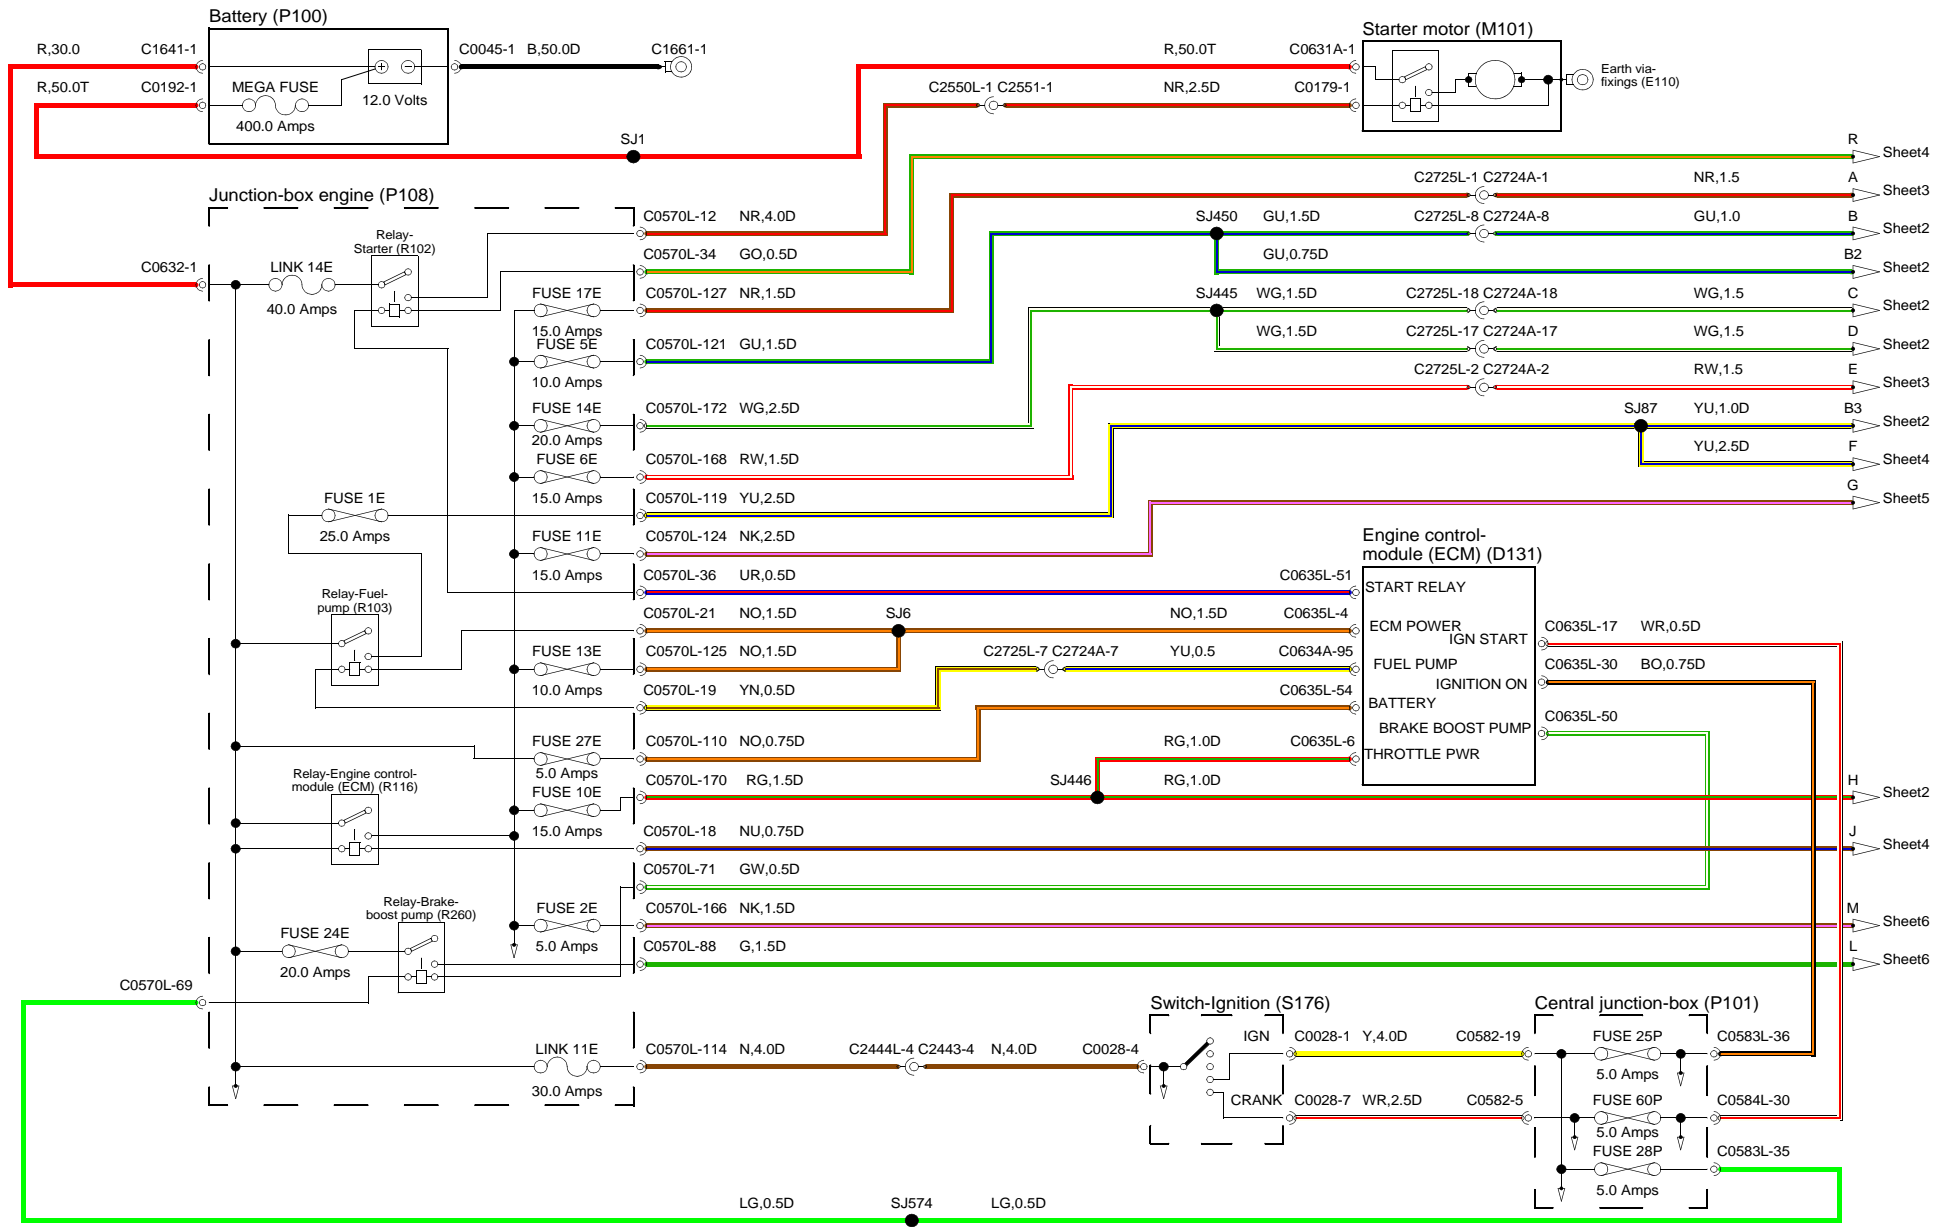 Battery (P100)
R,30.0
C1641-1
C0045-1
B,50.0D
C1661-1
R,50.0T
C0192-1
MEGA FUSE
12.0 Volts
400.0 Amps
SJ1
Starter motor (M101)
R,50.0T
C0631A-1
C2550L-1
C2551-1
NR,2.5D
C0179-1
Earth via-
fixings (E110)
Junction-box engine (P108)
R
Sheet4
C2725L-1
C2724A-1
NR,1.5
A
Sheet3
C0570L-12
NR,4.0D
SJ450
GU,1.5D
C2725L-8
C2724A-8
GU,1.0
B
Sheet2
Relay-
Starter (R102)
C0570L-34
GO,0.5D
GU,0.75D
B2
Sheet2
C0632-1
LINK 14E
40.0 Amps
FUSE 17E
15.0 Amps
C0570L-127
NR,1.5D
SJ445
WG,1.5D
C2725L-18
C2724A-18
WG,1.5
C
Sheet2
WG,1.5D
C2725L-17
C2724A-17
WG,1.5
D
Sheet2
FUSE 5E
10.0 Amps
C0570L-121
GU,1.5D
C2725L-2
C2724A-2
RW,1.5
E
Sheet3
FUSE 14E
20.0 Amps
C0570L-172
WG,2.5D
SJ87
YU,1.0D
B3
Sheet2
FUSE 6E
15.0 Amps
C0570L-168
RW,1.5D
YU,2.5D
F
Sheet4
FUSE 1E
25.0 Amps
C0570L-119
YU,2.5D
G
Sheet5
FUSE 11E
15.0 Amps
C0570L-124
NK,2.5D
Engine control-
module (ECM) (D131)
C0570L-36
UR,0.5D
C0635L-51
START RELAY
Relay-Fuel-
pump (R103)
C0570L-21
NO,1.5D
SJ6
NO,1.5D
C0635L-4
ECM POWER
IGN START
C0635L-17
WR,0.5D
FUSE 13E
10.0 Amps
C0570L-125
NO,1.5D
C2725L-7
C2724A-7
YU,0.5
C0634A-95
FUEL PUMP
IGNITION ON
C0635L-30
BO,0.75D
C0570L-19
YN,0.5D
C0635L-54
BATTERY
BRAKE BOOST PUMP
C0635L-50
FUSE 27E
5.0 Amps
C0570L-110
NO,0.75D
RG,1.0D
C0635L-6
THROTTLE PWR
Relay-Engine control-
module (ECM) (R116)
FUSE 10E
15.0 Amps
C0570L-170
RG,1.5D
SJ446
RG,1.0D
H
Sheet2
C0570L-18
NU,0.75D
J
Sheet4
C0570L-71
GW,0.5D
Relay-Brake-
boost pump (R260)
FUSE 2E
5.0 Amps
C0570L-166
NK,1.5D
M
Sheet6
FUSE 24E
20.0 Amps
C0570L-88
G,1.5D
L
Sheet6
C0570L-69
Switch-Ignition (S176)
Central junction-box (P101)
LINK 11E
30.0 Amps
C0570L-114
N,4.0D
C2444L-4
C2443-4
N,4.0D
C0028-4
IGN
C0028-1
Y,4.0D
C0582-19
FUSE 25P
5.0 Amps
C0583L-36
CRANK
C0028-7
WR,2.5D
C0582-5
FUSE 60P
5.0 Amps
C0584L-30
FUSE 28P
5.0 Amps
C0583L-35
LG,0.5D
SJ574
LG,0.5D